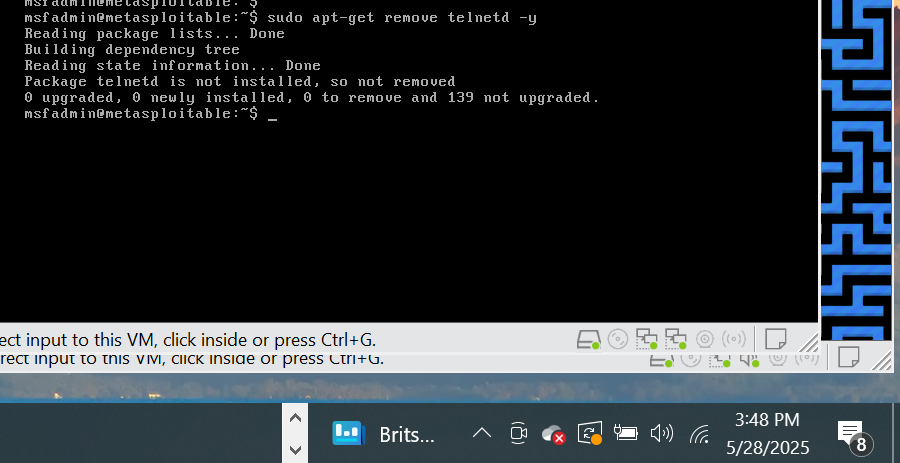 msfadmin@metasploitable:~$
msfadmin@metasploitable:~$ sudo apt-get remove telnetd -y
Reading package lists... Done
Building dependency tree
Reading state information... Done
Package telnetd is not installed, so not removed
0 upgraded, 0 newly installed, 0 to remove and 139 not upgraded.
msfadmin@metasploitable:~$ _
ect input to this VM, click inside or press Ctrl+G.
rect input to this VM, click inside or press Ctrl+G.
Brits...
3:48 PM
5/28/2025
8